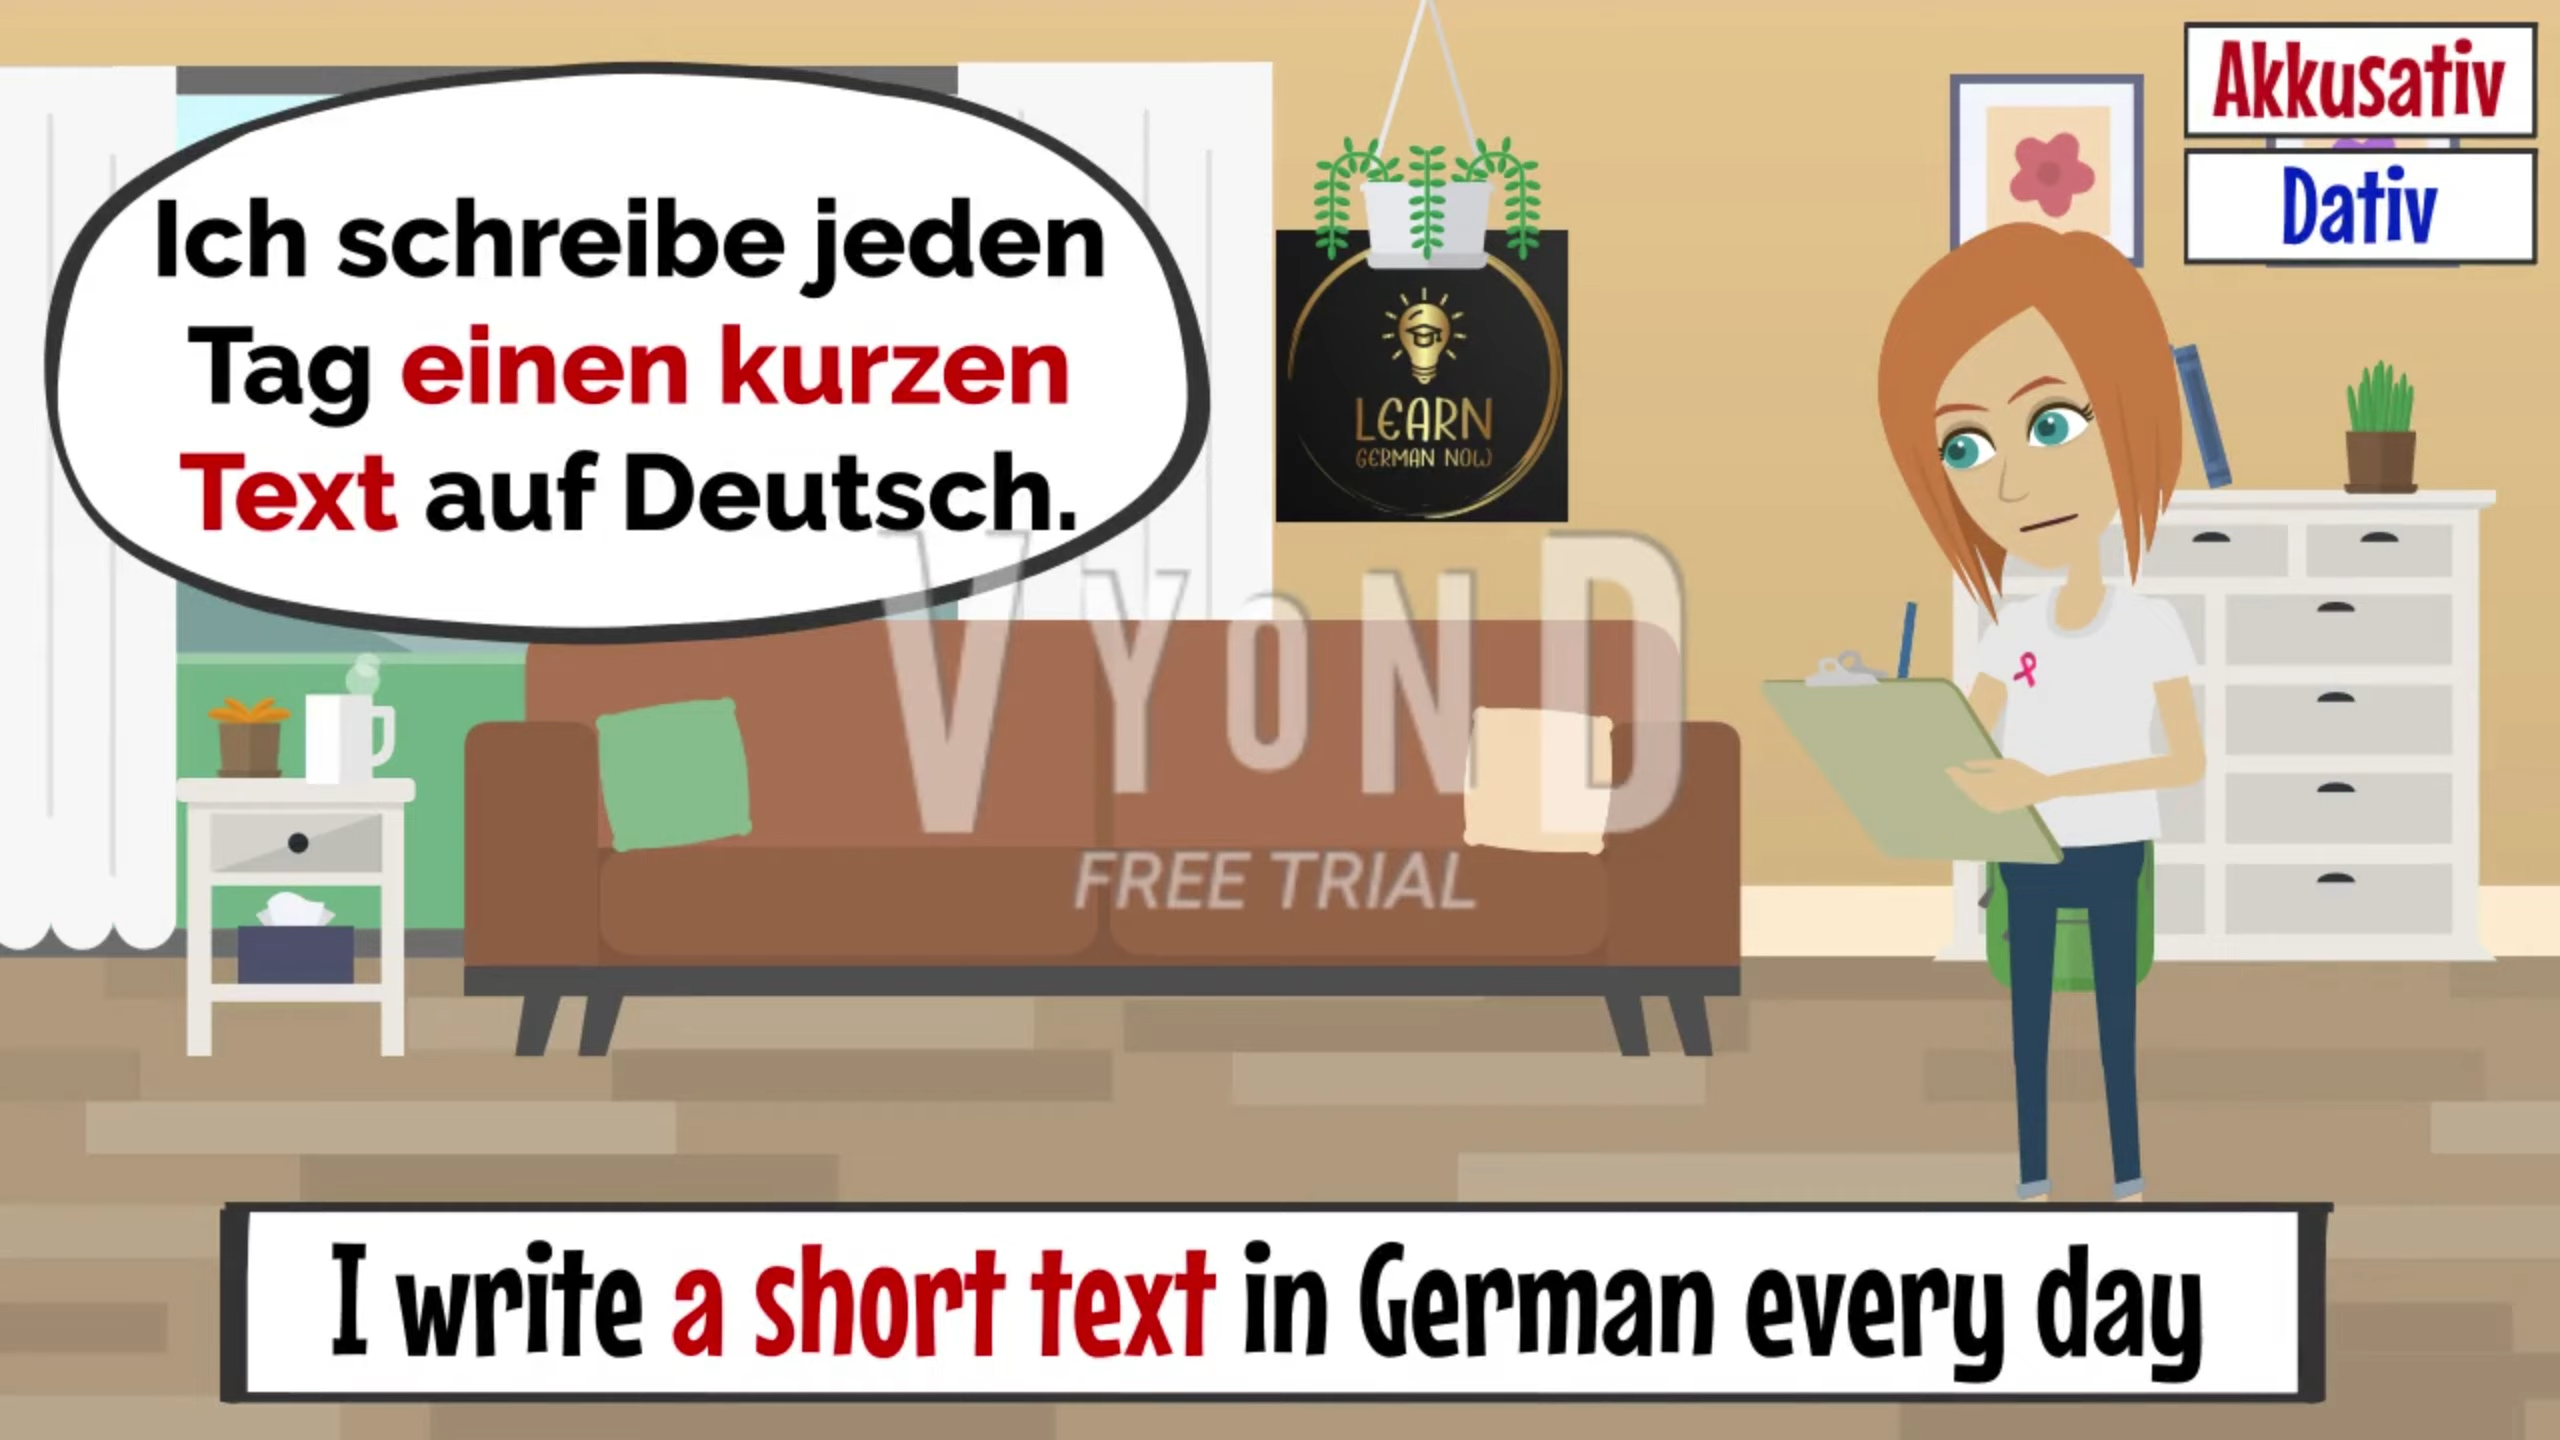 Akkusativ
Dativ
Ich schreibe jeden
Tag einen kurzen
Text auf Deutsch.
LEARN
GERMAN NOW
VYOND
FREE TRIAL
I write a short text in German every day